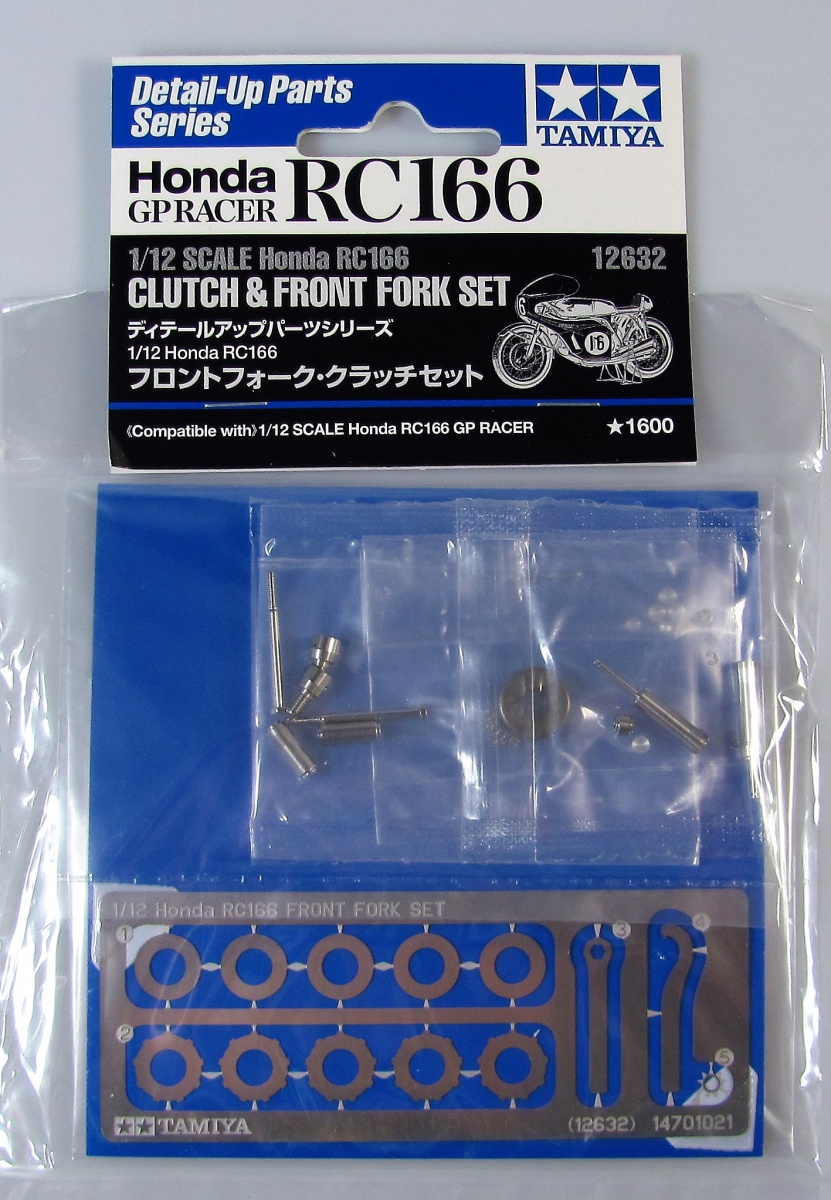 Detail-Up Parts
Series
TAMIYA
Honda
GP RACER
RC166
1/12 SCALE Honda RC166
12632
CLUTCH & FRONT FORK SET
ディテールアップパーツシリーズ
1/12 Honda RC166
フロントフォーク・クラッチセット
16
《Compatible with》1/12 SCALE Honda RC166 GP RACER
★1600
1/12 Honda RC166 FRONT FORK SET
1
3
4
2
5
TAMIYA
(12632) 14701021